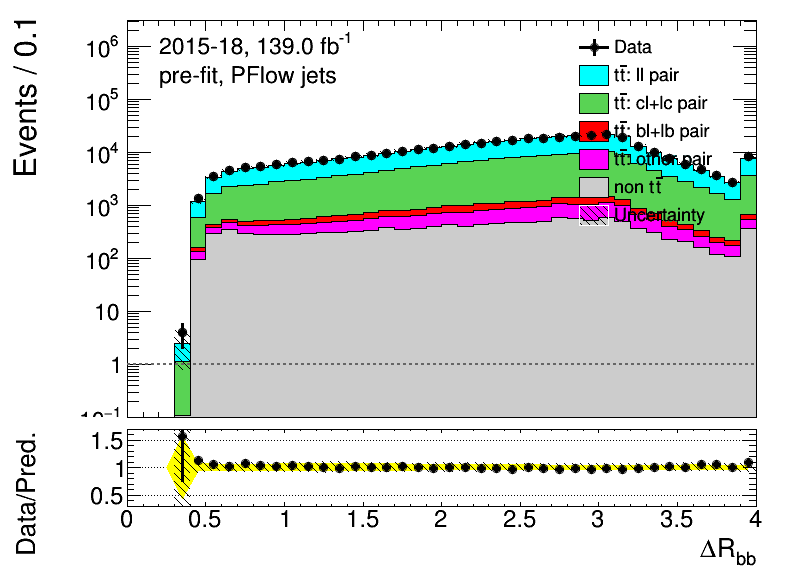 Events / 0.1
10⁶
10⁵
10⁴
10³
10²
10
1
10⁻¹
2015-18, 139.0 fb⁻¹
pre-fit, PFlow jets
Data
tt̄: ll pair
tt̄: cl+lc pair
tt̄: bl+lb pair
tt̄: other pair
non tt̄
Uncertainty
Data/Pred.
1.5
1
0.5
0 0.5 1 1.5 2 2.5 3 3.5 4
ΔR_bb